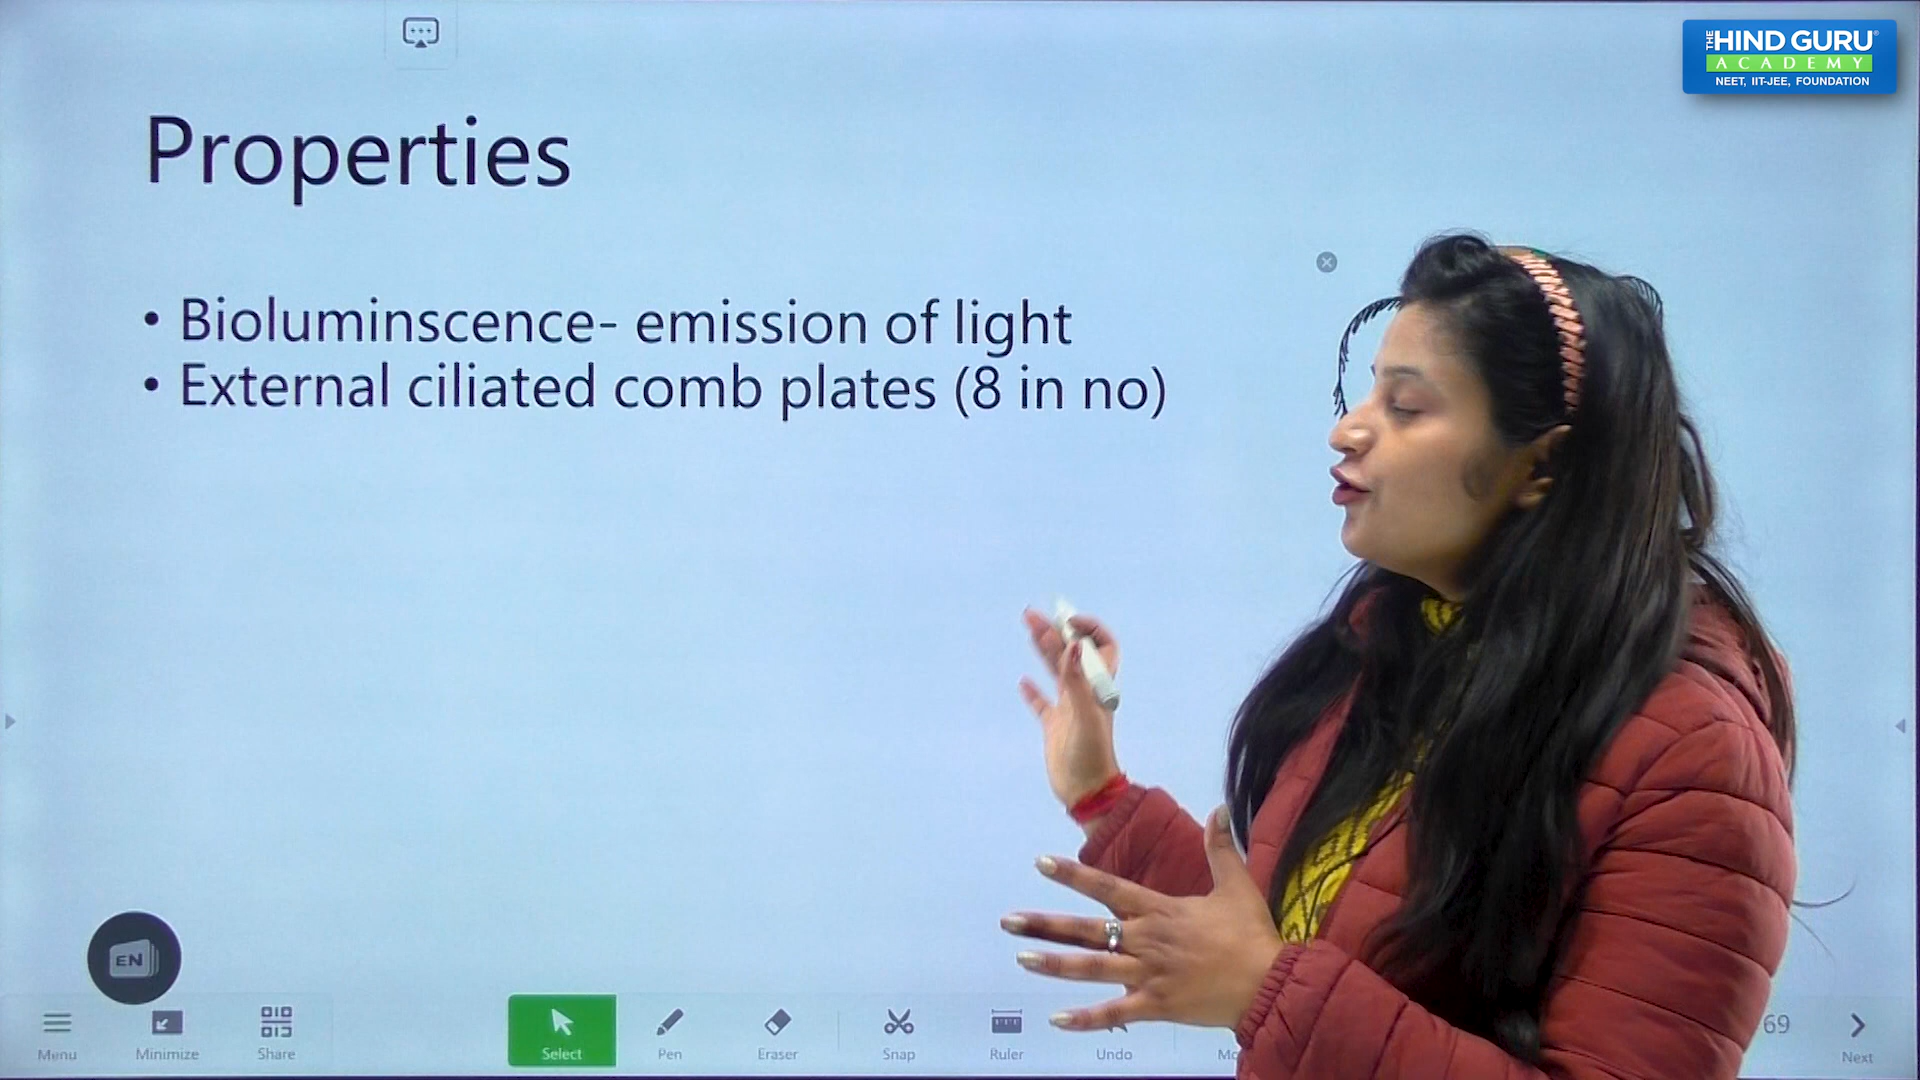 THE HIND GURU®
ACADEMY
NEET, IIT-JEE, FOUNDATION
Properties
• Bioluminscence- emission of light
• External ciliated comb plates (8 in no)
EN
Menu
Minimize
Share
Select
Pen
Eraser
Snap
Ruler
Undo
69
Next